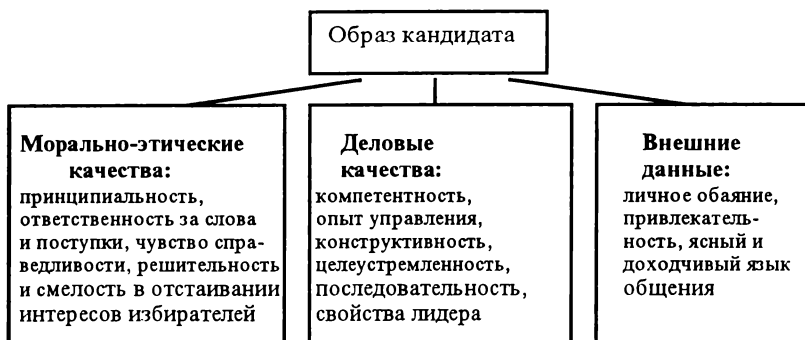 Образ кандидата
Морально-этические
качества:
принципиальность,
ответственность за слова
и поступки, чувство спра-
ведливости, решительность
и смелость в отстаивании
интересов избирателей
Деловые
качества:
компетентность,
опыт управления,
конструктивность,
целеустремленность,
последовательность,
свойства лидера
Внешние
данные:
личное обаяние,
привлекатель-
ность, ясный и
доходчивый язык
общения